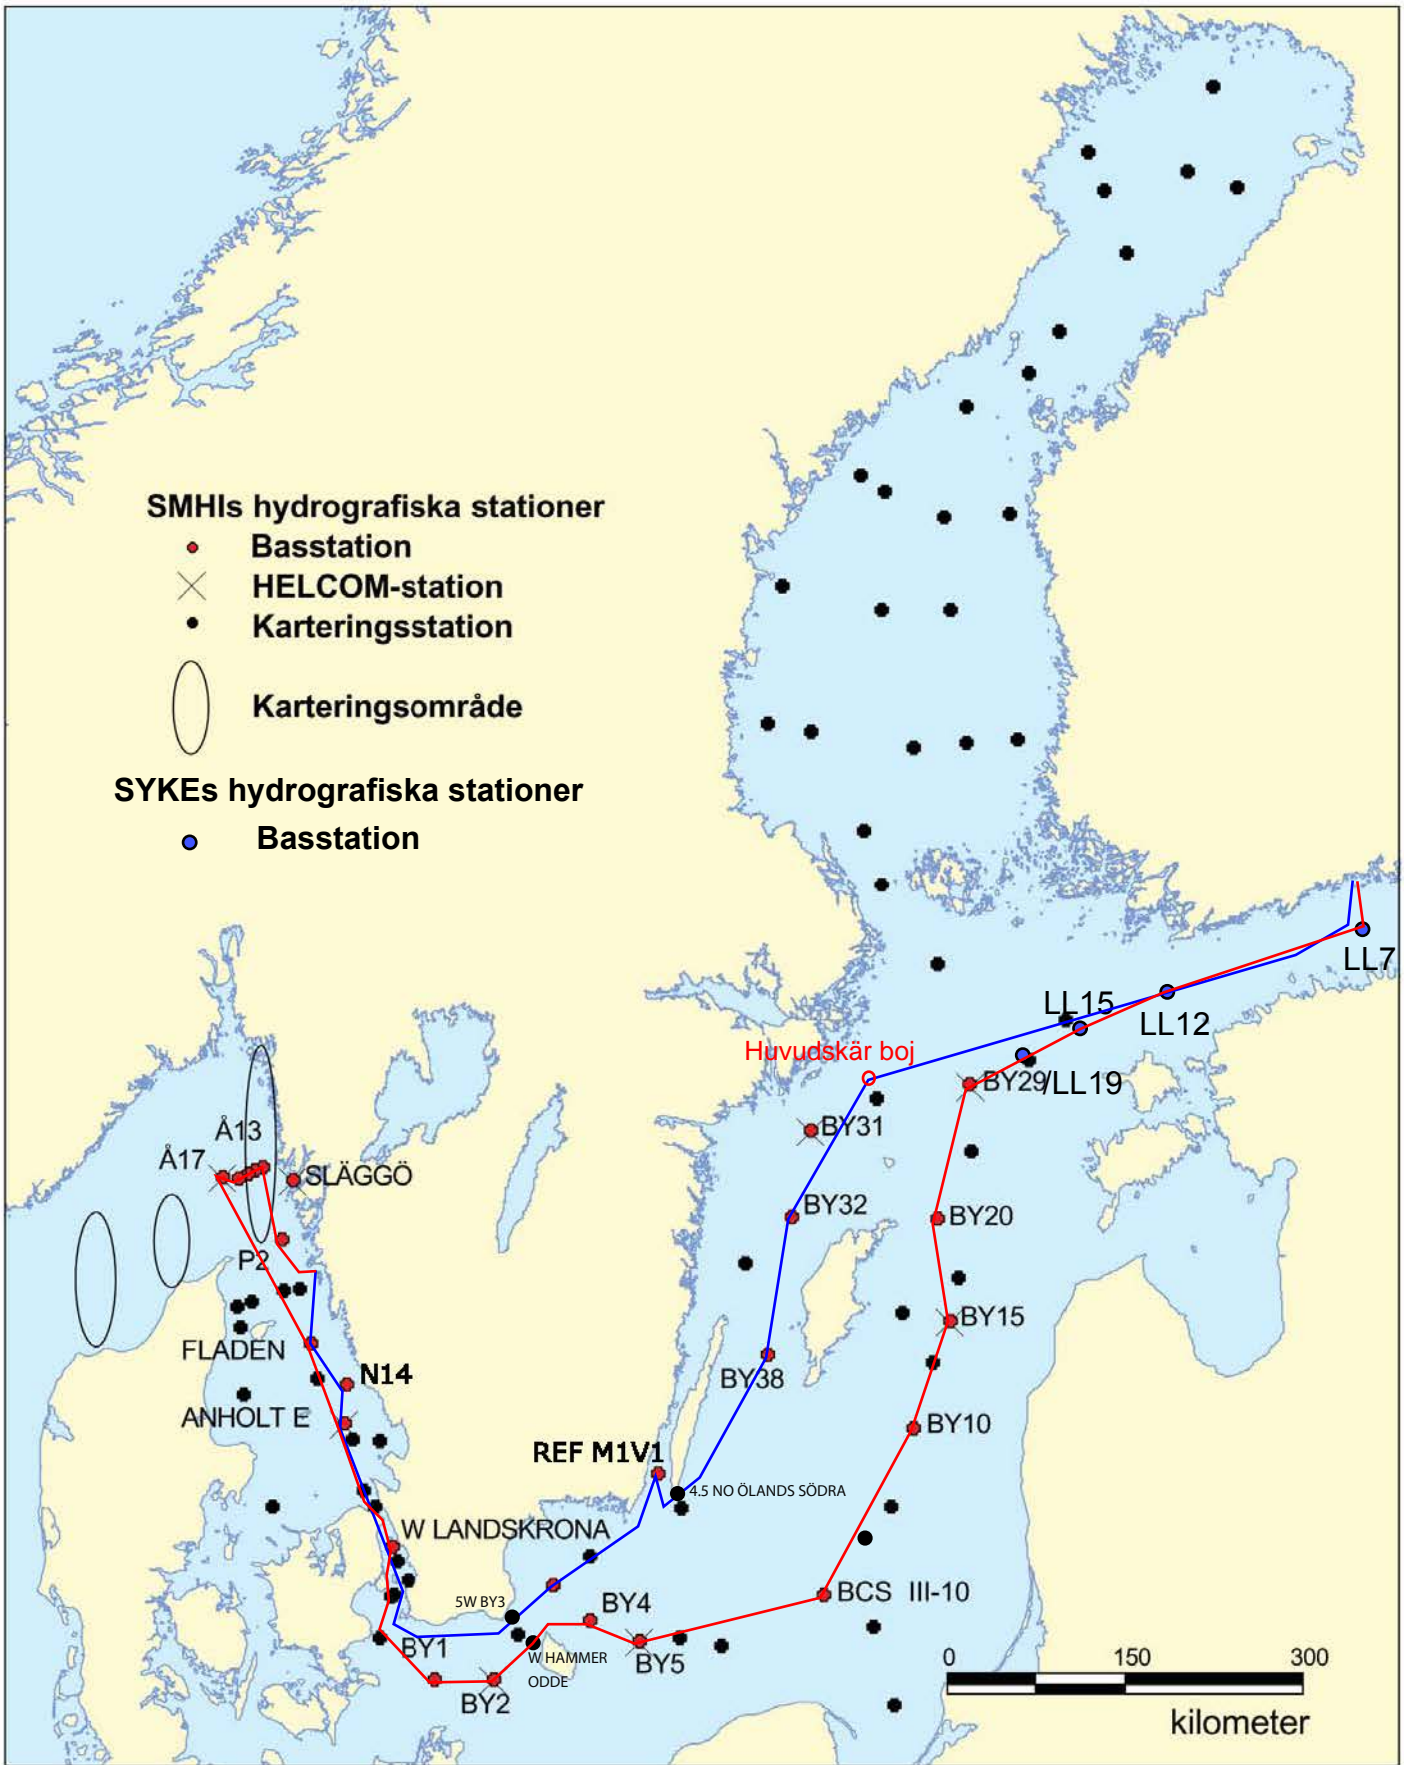 SMHIs hydrografiska stationer
Basstation
HELCOM-station
Karteringsstation
Karteringsområde
SYKEs hydrografiska stationer
Basstation
LL7
LL15
LL12
Huvudskär boj
BY29/LL19
BY31
Å13
Å17
SLÄGGÖ
BY32
BY20
P2
BY15
FLADEN
N14
BY38
ANHOLT E
BY10
REF M1V1
4.5 NO ÖLANDS SÖDRA
W LANDSKRONA
BCS III-10
5W BY3
BY4
BY1
W HAMMER
ODDE
BY5
BY2
0 150 300
kilometer